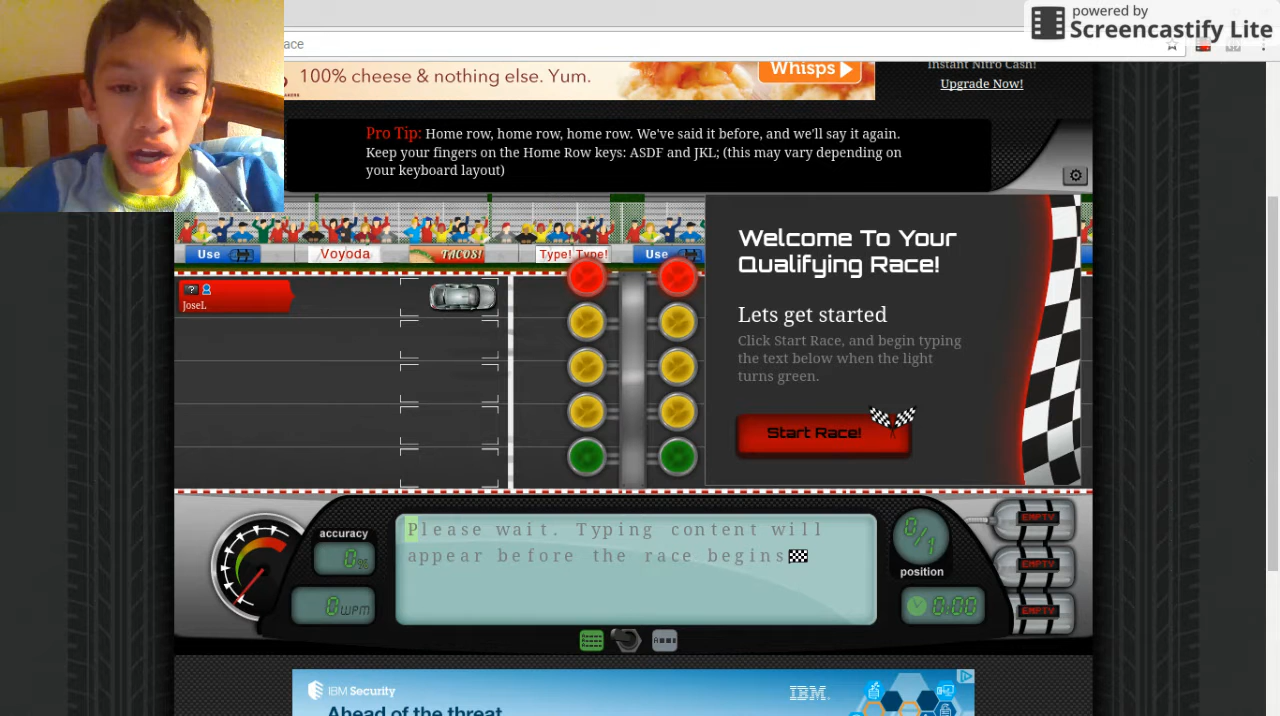 powered by
Screencastify Lite
ace
100% cheese & nothing else. Yum.
Whisps
Instant Nitro Cash!
Upgrade Now!
Pro Tip: Home row, home row, home row. We've said it before, and we'll say it again.
Keep your fingers on the Home Row keys: ASDF and JKL; (this may vary depending on
your keyboard layout)
Use
Voyoda
TACOS!
Type! Type!
Use
JoseL
Welcome To Your
Qualifying Race!
Lets get started
Click Start Race, and begin typing
the text below when the light
turns green.
Start Race!
accuracy
0%
0 WPM
Please wait. Typing content will
appear before the race begins
0/1
position
0:00
EMPTY
EMPTY
EMPTY
IBM Security
IBM
Ahead of the threat